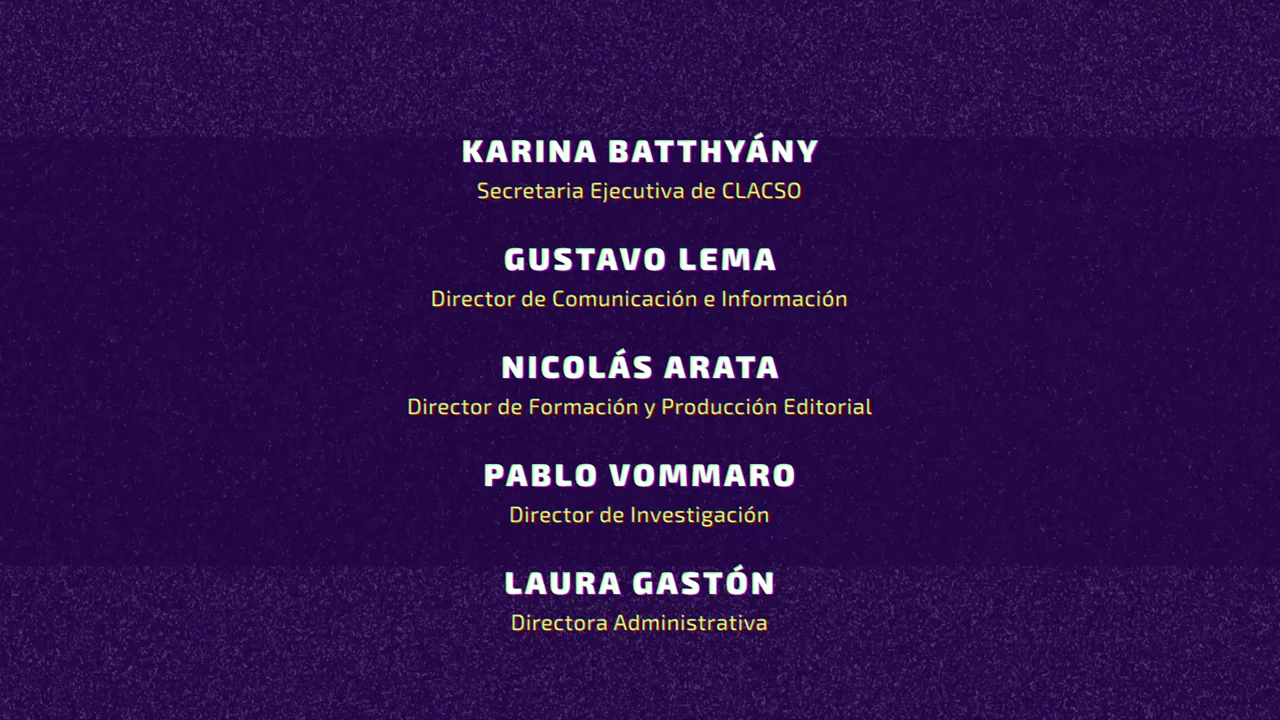 KARINA BATTHYÁNY
Secretaria Ejecutiva de CLACSO
GUSTAVO LEMA
Director de Comunicación e Información
NICOLÁS ARATA
Director de Formación y Producción Editorial
PABLO VOMMARO
Director de Investigación
LAURA GASTÓN
Directora Administrativa